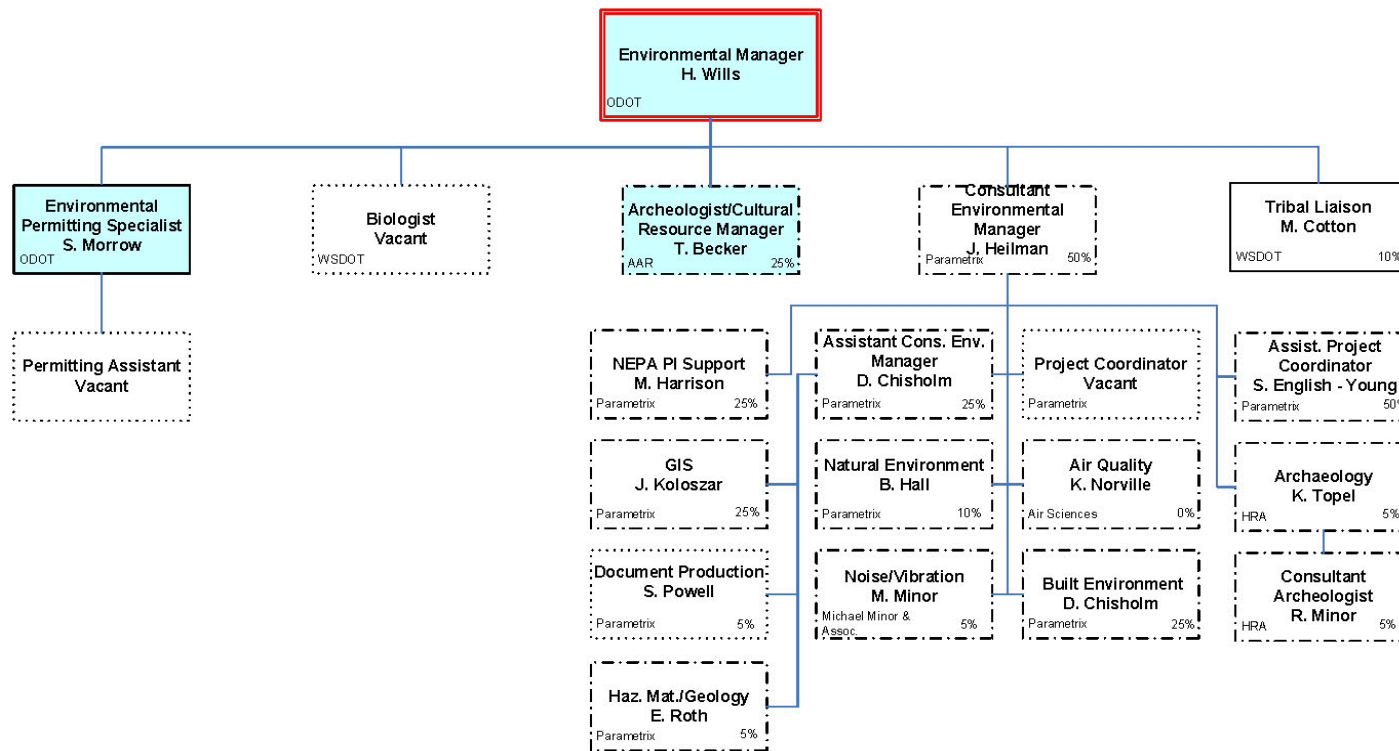 Environmental Manager
H. Wills
ODOT
Environmental
Permitting Specialist
S. Morrow
ODOT
Biologist
Vacant
WSDOT
Archeologist/Cultural
Resource Manager
T. Becker
AAR 25%
Consultant
Environmental
Manager
J. Heilman
Parametrix 50%
Tribal Liaison
M. Cotton
WSDOT 10%
Permitting Assistant
Vacant
NEPA PI Support
M. Harrison
Parametrix 25%
Assistant Cons. Env.
Manager
D. Chisholm
Parametrix 25%
Project Coordinator
Vacant
Parametrix
Assist. Project
Coordinator
S. English - Young
Parametrix 50%
GIS
J. Koloszar
Parametrix 25%
Natural Environment
B. Hall
Parametrix 10%
Air Quality
K. Norville
Air Sciences 0%
Archaeology
K. Topel
HRA 5%
Document Production
S. Powell
Parametrix 5%
Noise/Vibration
M. Minor
Michael Minor &
Assoc. 5%
Built Environment
D. Chisholm
Parametrix 25%
Consultant
Archeologist
R. Minor
HRA 5%
Haz. Mat./Geology
E. Roth
Parametrix 5%